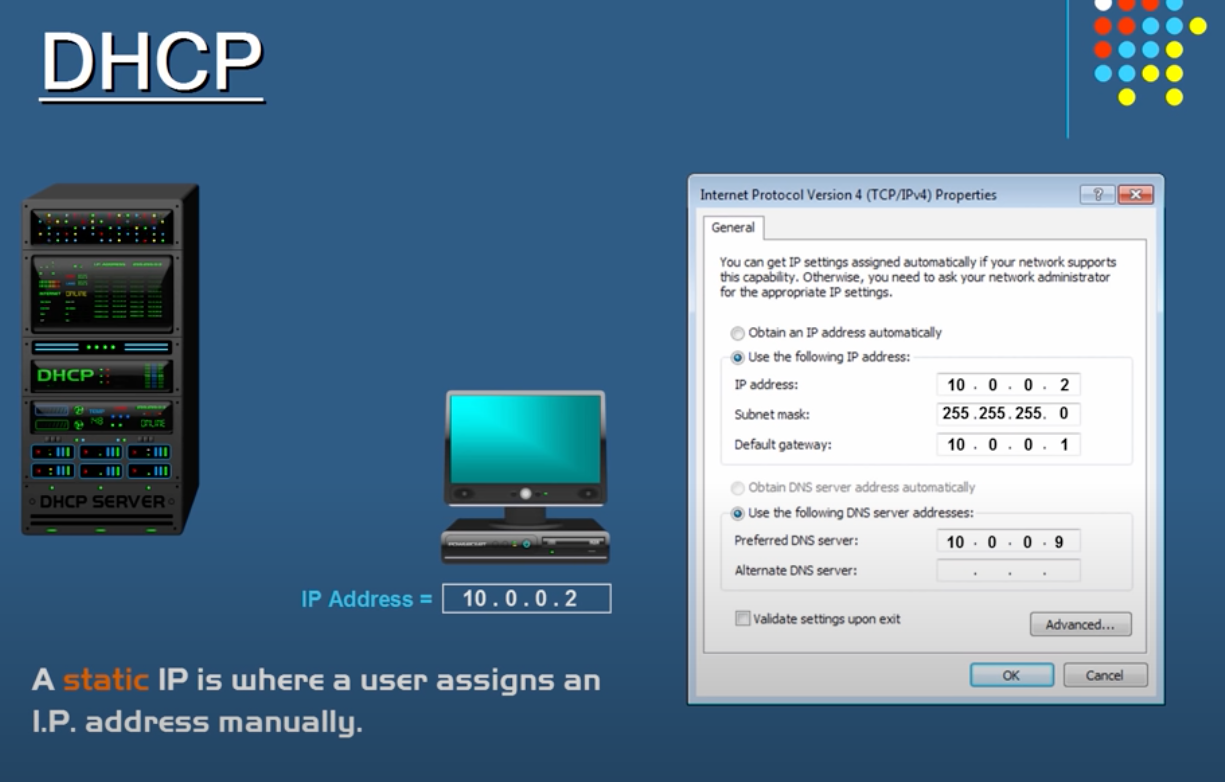 DHCP
Internet Protocol Version 4 (TCP/IPv4) Properties
General
You can get IP settings assigned automatically if your network supports
this capability. Otherwise, you need to ask your network administrator
for the appropriate IP settings.
Obtain an IP address automatically
Use the following IP address:
IP address: 10 . 0 . 0 . 2
Subnet mask: 255 . 255 . 255 . 0
Default gateway: 10 . 0 . 0 . 1
Obtain DNS server address automatically
Use the following DNS server addresses:
Preferred DNS server: 10 . 0 . 0 . 9
Alternate DNS server: . . .
Validate settings upon exit
Advanced...
OK Cancel
ONLINE
DHCP
ONLINE
DHCP SERVER
IP Address = 10.0.0.2
A static IP is where a user assigns an
I.P. address manually.